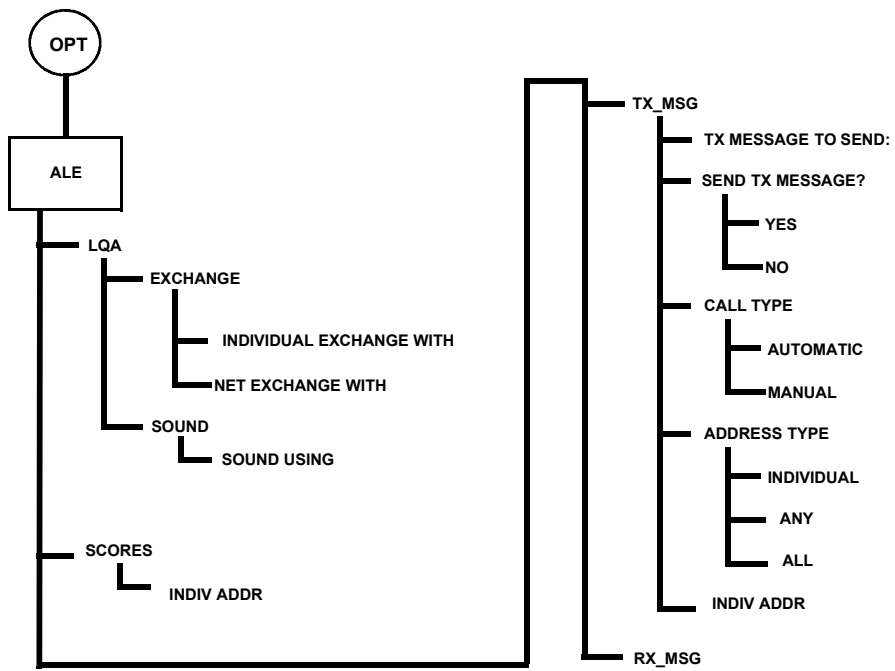 OPT
ALE
LQA
EXCHANGE
INDIVIDUAL EXCHANGE WITH
NET EXCHANGE WITH
SOUND
SOUND USING
SCORES
INDIV ADDR
TX_MSG
TX MESSAGE TO SEND:
SEND TX MESSAGE?
YES
NO
CALL TYPE
AUTOMATIC
MANUAL
ADDRESS TYPE
INDIVIDUAL
ANY
ALL
INDIV ADDR
RX_MSG